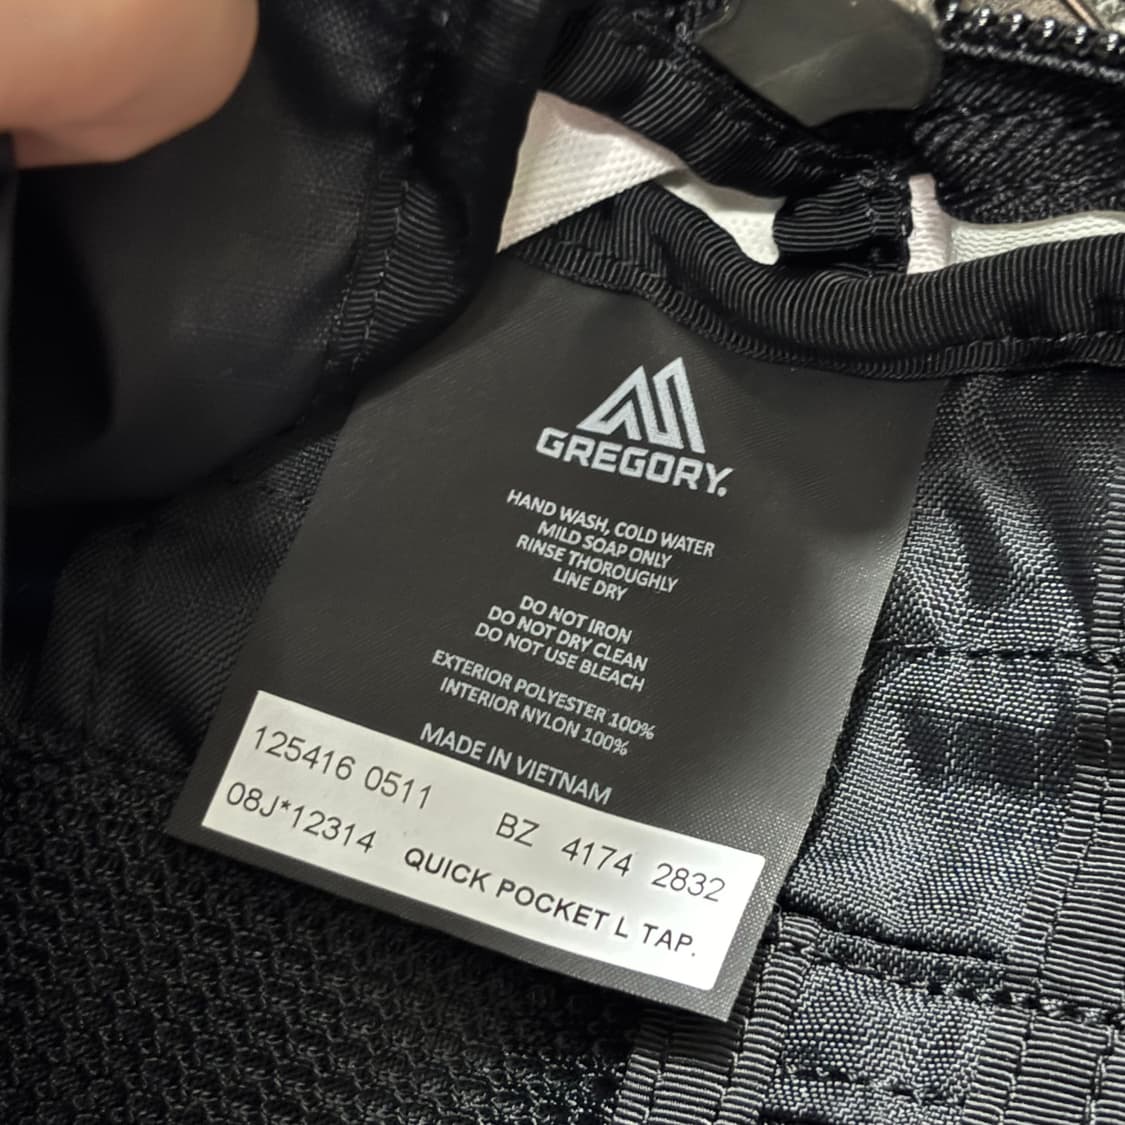 GREGORY.
HAND WASH, COLD WATER
MILD SOAP ONLY
RINSE THOROUGHLY
LINE DRY
DO NOT IRON
DO NOT DRY CLEAN
DO NOT USE BLEACH
EXTERIOR POLYESTER 100%
INTERIOR NYLON 100%
MADE IN VIETNAM
125416 0511 BZ 4174 2832
08J*12314 QUICK POCKET L TAP.